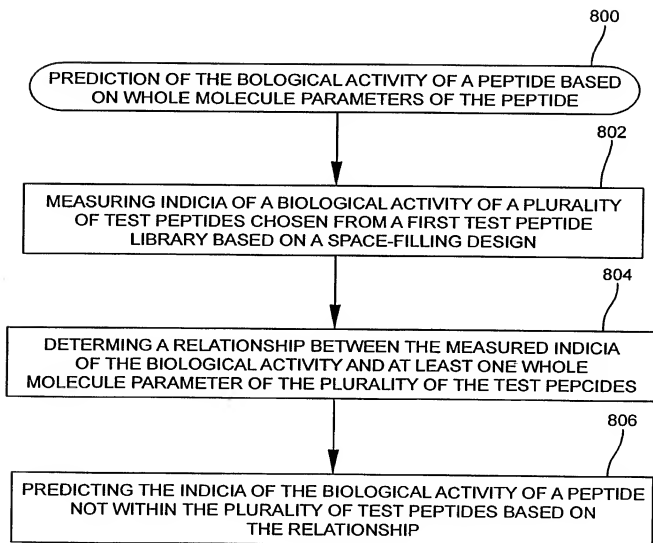 800
PREDICTION OF THE BOLOGICAL ACTIVITY OF A PEPTIDE BASED
ON WHOLE MOLECULE PARAMETERS OF THE PEPTIDE
802
MEASURING INDICIA OF A BIOLOGICAL ACTIVITY OF A PLURALITY
OF TEST PEPTIDES CHOSEN FROM A FIRST TEST PEPTIDE
LIBRARY BASED ON A SPACE-FILLING DESIGN
804
DETERMING A RELATIONSHIP BETWEEN THE MEASURED INDICIA
OF THE BIOLOGICAL ACTIVITY AND AT LEAST ONE WHOLE
MOLECULE PARAMETER OF THE PLURALITY OF THE TEST PEPCIDES
806
PREDICTING THE INDICIA OF THE BIOLOGICAL ACTIVITY OF A PEPTIDE
NOT WITHIN THE PLURALITY OF TEST PEPTIDES BASED ON
THE RELATIONSHIP